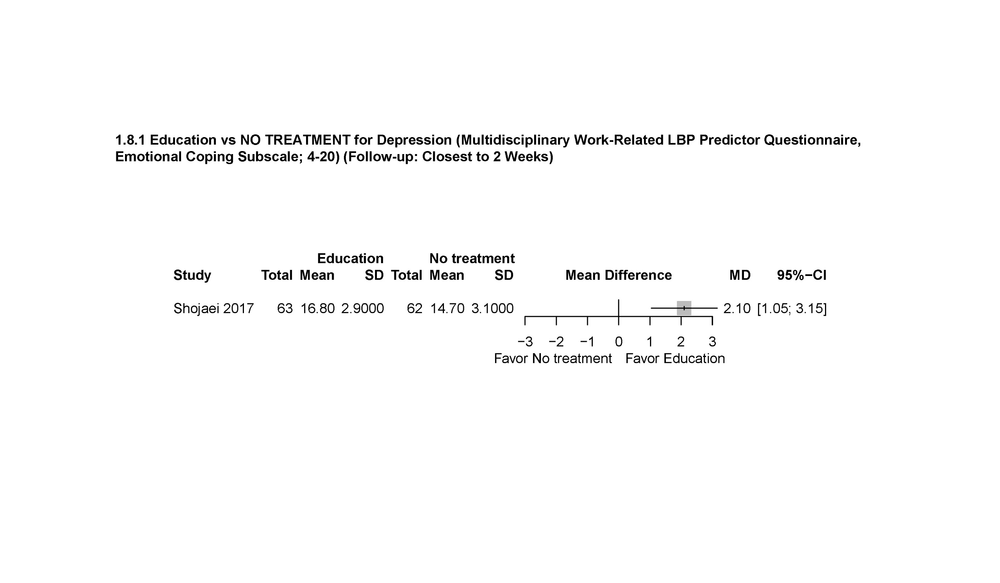 1.8.1 Education vs NO TREATMENT for Depression (Multidisciplinary Work-Related LBP Predictor Questionnaire,
Emotional Coping Subscale; 4-20) (Follow-up: Closest to 2 Weeks)
Education No treatment
Study Total Mean SD Total Mean SD Mean Difference MD 95%−CI
Shojaei 2017 63 16.80 2.9000 62 14.70 3.1000 2.10 [1.05; 3.15]
−3 −2 −1 0 1 2 3
Favor No treatment Favor Education